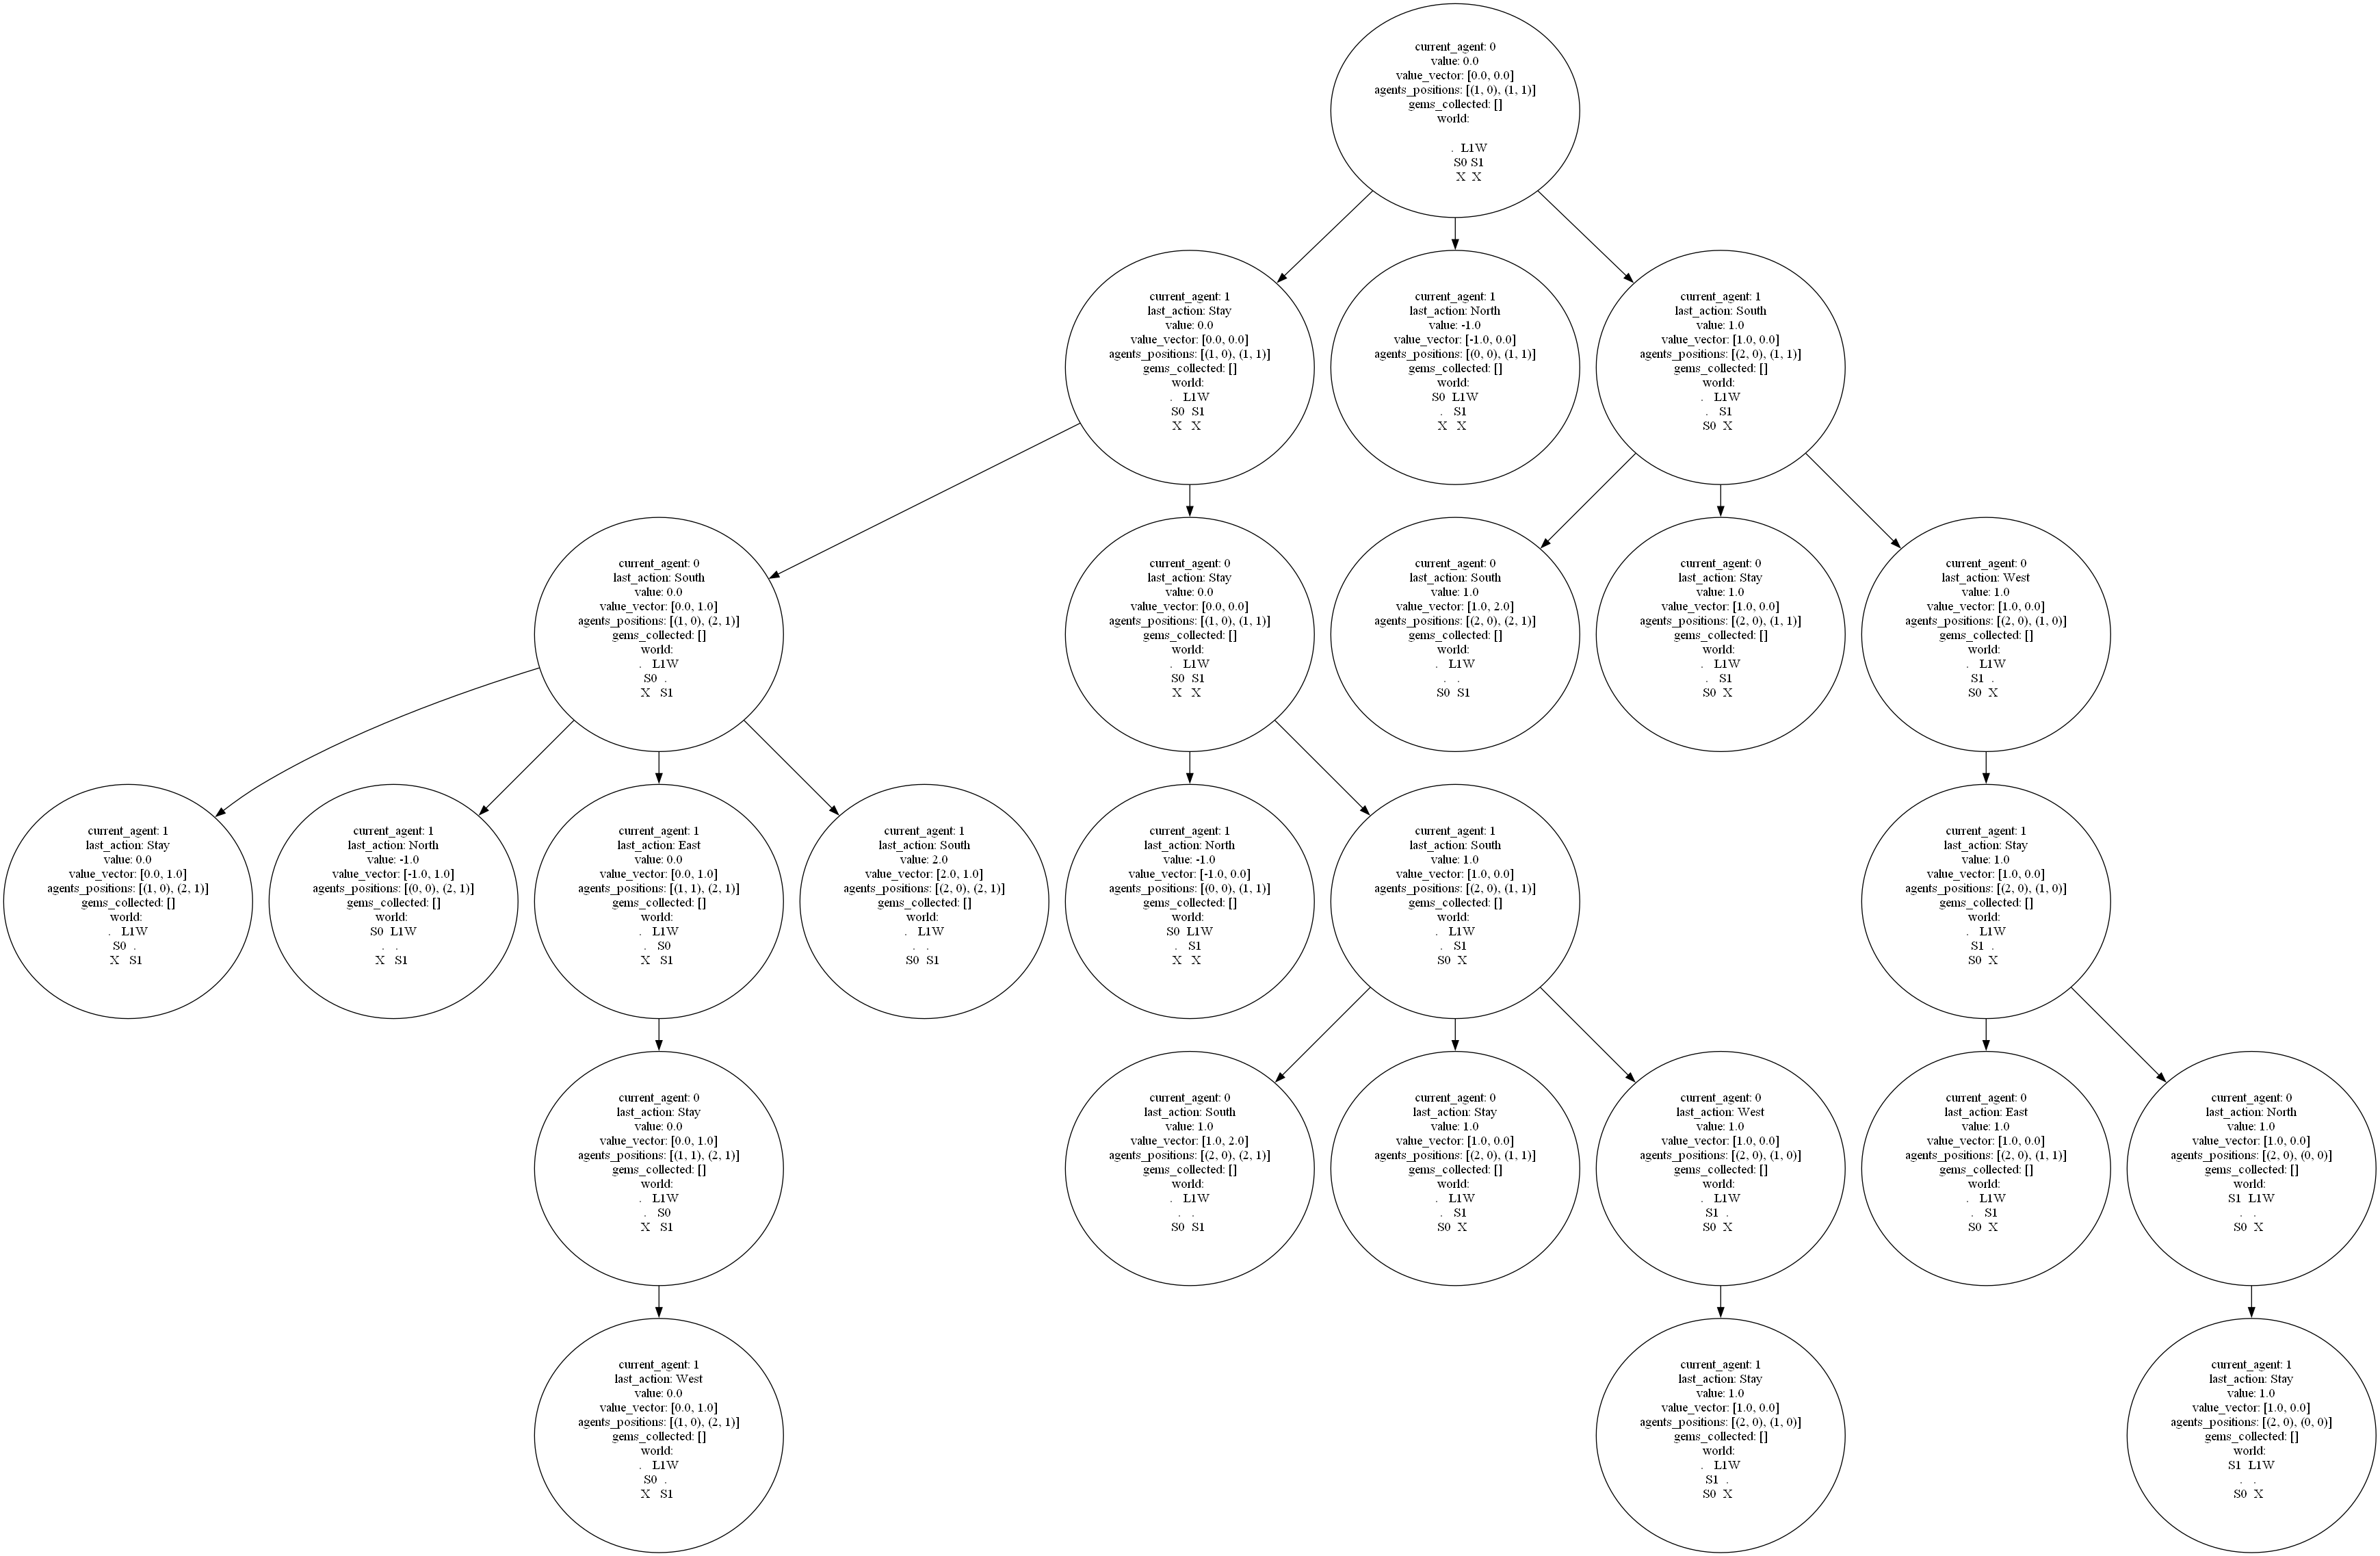 current_agent: 0
value: 0.0
value_vector: [0.0, 0.0]
agents_positions: [(1, 0), (1, 1)]
gems_collected: []
world:
. L1W
S0 S1
X X
current_agent: 1
last_action: Stay
value: 0.0
value_vector: [0.0, 0.0]
agents_positions: [(1, 0), (1, 1)]
gems_collected: []
world:
. L1W
S0 S1
X X
current_agent: 1
last_action: North
value: -1.0
value_vector: [-1.0, 0.0]
agents_positions: [(0, 0), (1, 1)]
gems_collected: []
world:
S0 L1W
. S1
X X
current_agent: 1
last_action: South
value: 1.0
value_vector: [1.0, 0.0]
agents_positions: [(2, 0), (1, 1)]
gems_collected: []
world:
. L1W
. S1
S0 X
current_agent: 0
last_action: South
value: 0.0
value_vector: [0.0, 1.0]
agents_positions: [(1, 0), (2, 1)]
gems_collected: []
world:
. L1W
S0 .
X S1
current_agent: 0
last_action: Stay
value: 0.0
value_vector: [0.0, 0.0]
agents_positions: [(1, 0), (1, 1)]
gems_collected: []
world:
. L1W
S0 S1
X X
current_agent: 0
last_action: South
value: 1.0
value_vector: [1.0, 2.0]
agents_positions: [(2, 0), (2, 1)]
gems_collected: []
world:
. L1W
. .
S0 S1
current_agent: 0
last_action: Stay
value: 1.0
value_vector: [1.0, 0.0]
agents_positions: [(2, 0), (1, 1)]
gems_collected: []
world:
. L1W
. S1
S0 X
current_agent: 0
last_action: West
value: 1.0
value_vector: [1.0, 0.0]
agents_positions: [(2, 0), (1, 0)]
gems_collected: []
world:
. L1W
S1 .
S0 X
current_agent: 1
last_action: Stay
value: 0.0
value_vector: [0.0, 1.0]
agents_positions: [(1, 0), (2, 1)]
gems_collected: []
world:
. L1W
S0 .
X S1
current_agent: 1
last_action: North
value: -1.0
value_vector: [-1.0, 1.0]
agents_positions: [(0, 0), (2, 1)]
gems_collected: []
world:
S0 L1W
. .
X S1
current_agent: 1
last_action: East
value: 0.0
value_vector: [0.0, 1.0]
agents_positions: [(1, 1), (2, 1)]
gems_collected: []
world:
. L1W
. S0
X S1
current_agent: 1
last_action: South
value: 2.0
value_vector: [2.0, 1.0]
agents_positions: [(2, 0), (2, 1)]
gems_collected: []
world:
. L1W
. .
S0 S1
current_agent: 1
last_action: North
value: -1.0
value_vector: [-1.0, 0.0]
agents_positions: [(0, 0), (1, 1)]
gems_collected: []
world:
S0 L1W
. S1
X X
current_agent: 1
last_action: South
value: 1.0
value_vector: [1.0, 0.0]
agents_positions: [(2, 0), (1, 1)]
gems_collected: []
world:
. L1W
. S1
S0 X
current_agent: 1
last_action: Stay
value: 1.0
value_vector: [1.0, 0.0]
agents_positions: [(2, 0), (1, 0)]
gems_collected: []
world:
. L1W
S1 .
S0 X
current_agent: 0
last_action: Stay
value: 0.0
value_vector: [0.0, 1.0]
agents_positions: [(1, 1), (2, 1)]
gems_collected: []
world:
. L1W
. S0
X S1
current_agent: 0
last_action: South
value: 1.0
value_vector: [1.0, 2.0]
agents_positions: [(2, 0), (2, 1)]
gems_collected: []
world:
. L1W
. .
S0 S1
current_agent: 0
last_action: Stay
value: 1.0
value_vector: [1.0, 0.0]
agents_positions: [(2, 0), (1, 1)]
gems_collected: []
world:
. L1W
. S1
S0 X
current_agent: 0
last_action: West
value: 1.0
value_vector: [1.0, 0.0]
agents_positions: [(2, 0), (1, 0)]
gems_collected: []
world:
. L1W
S1 .
S0 X
current_agent: 0
last_action: East
value: 1.0
value_vector: [1.0, 0.0]
agents_positions: [(2, 0), (1, 1)]
gems_collected: []
world:
. L1W
. S1
S0 X
current_agent: 0
last_action: North
value: 1.0
value_vector: [1.0, 0.0]
agents_positions: [(2, 0), (0, 0)]
gems_collected: []
world:
S1 L1W
. .
S0 X
current_agent: 1
last_action: West
value: 0.0
value_vector: [0.0, 1.0]
agents_positions: [(1, 0), (2, 1)]
gems_collected: []
world:
. L1W
S0 .
X S1
current_agent: 1
last_action: Stay
value: 1.0
value_vector: [1.0, 0.0]
agents_positions: [(2, 0), (1, 0)]
gems_collected: []
world:
. L1W
S1 .
S0 X
current_agent: 1
last_action: Stay
value: 1.0
value_vector: [1.0, 0.0]
agents_positions: [(2, 0), (0, 0)]
gems_collected: []
world:
S1 L1W
. .
S0 X